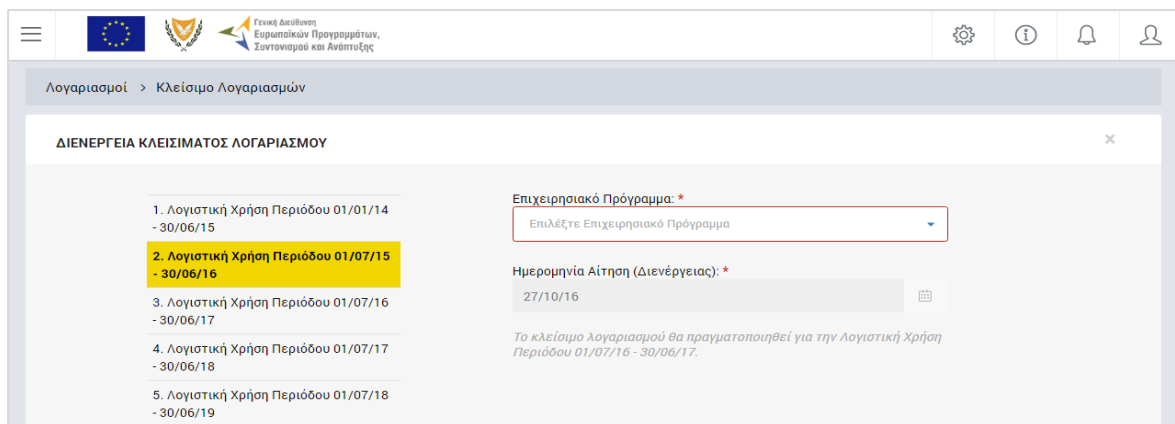 Γενική Διεύθυνση
Ευρωπαϊκών Προγραμμάτων,
Συντονισμού και Ανάπτυξης
Λογαριασμοί > Κλείσιμο Λογαριασμών
ΔΙΕΝΕΡΓΕΙΑ ΚΛΕΙΣΙΜΑΤΟΣ ΛΟΓΑΡΙΑΣΜΟΥ
1. Λογιστική Χρήση Περιόδου 01/01/14
- 30/06/15
2. Λογιστική Χρήση Περιόδου 01/07/15
- 30/06/16
3. Λογιστική Χρήση Περιόδου 01/07/16
- 30/06/17
4. Λογιστική Χρήση Περιόδου 01/07/17
- 30/06/18
5. Λογιστική Χρήση Περιόδου 01/07/18
- 30/06/19
Επιχειρησιακό Πρόγραμμα: *
Επιλέξτε Επιχειρησιακό Πρόγραμμα
Ημερομηνία Αίτηση (Διενέργειας): *
27/10/16
Το κλείσιμο λογαριασμού θα πραγματοποιηθεί για την Λογιστική Χρήση
Περιόδου 01/07/16 - 30/06/17.